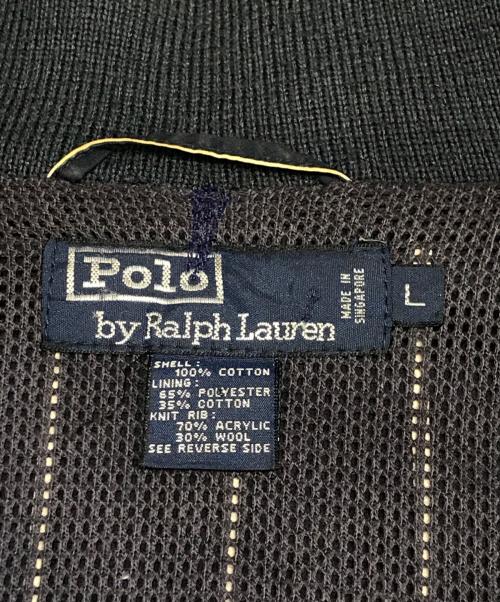 Polo
by Ralph Lauren
MADE IN
SINGAPORE
L
SHELL:
100% COTTON
LINING:
65% POLYESTER
35% COTTON
KNIT RIB:
70% ACRYLIC
30% WOOL
SEE REVERSE SIDE